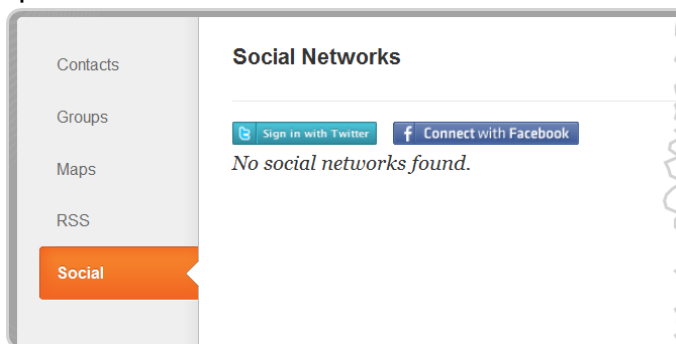 Contacts
Groups
Maps
RSS
Social
Social Networks
Sign in with Twitter
f Connect with Facebook
No social networks found.